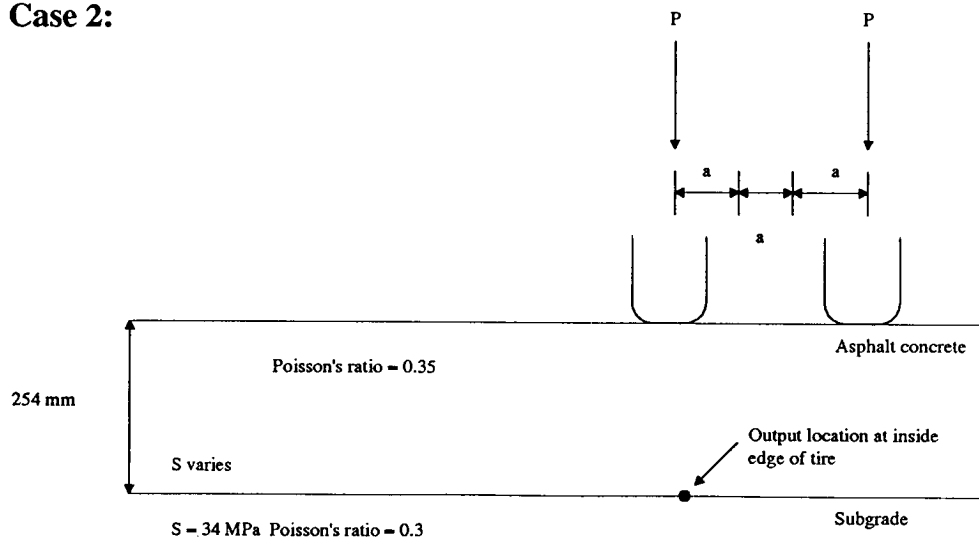 Case 2:
P P
a a
a
Asphalt concrete
Poisson's ratio = 0.35
254 mm
Output location at inside
edge of tire
S varies
Subgrade
S = 34 MPa Poisson's ratio = 0.3